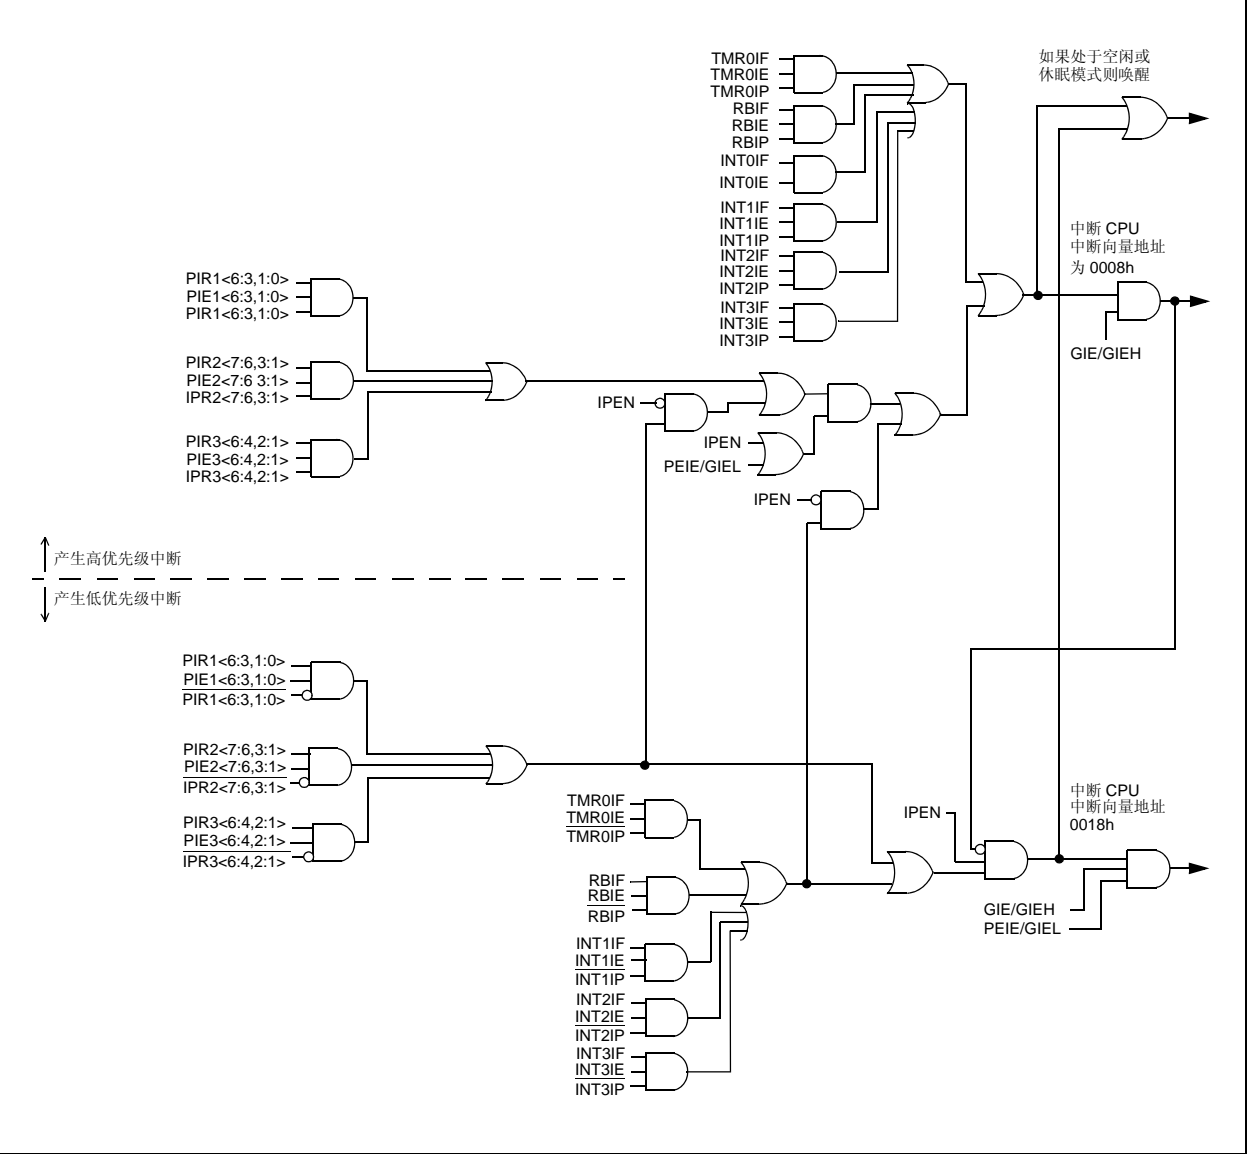 TMR0IF
TMR0IE
TMR0IP
RBIF
RBIE
RBIP
INT0IF
INT0IE
INT1IF
INT1IE
INT1IP
INT2IF
INT2IE
INT2IP
INT3IF
INT3IE
INT3IP
如果处于空闲或
休眠模式则唤醒
中断 CPU
中断向量地址
为 0008h
GIE/GIEH
PIR1<6:3,1:0>
PIE1<6:3,1:0>
PIR1<6:3,1:0>
PIR2<7:6,3:1>
PIE2<7:6 3:1>
IPR2<7:6,3:1>
PIR3<6:4,2:1>
PIE3<6:4,2:1>
IPR3<6:4,2:1>
IPEN
IPEN
PEIE/GIEL
IPEN
产生高优先级中断
产生低优先级中断
PIR1<6:3,1:0>
PIE1<6:3,1:0>
PIR1<6:3,1:0>
PIR2<7:6,3:1>
PIE2<7:6,3:1>
IPR2<7:6,3:1>
PIR3<6:4,2:1>
PIE3<6:4,2:1>
IPR3<6:4,2:1>
TMR0IF
TMR0IE
TMR0IP
RBIF
RBIE
RBIP
INT1IF
INT1IE
INT1IP
INT2IF
INT2IE
INT2IP
INT3IF
INT3IE
INT3IP
IPEN
中断 CPU
中断向量地址
0018h
GIE/GIEH
PEIE/GIEL